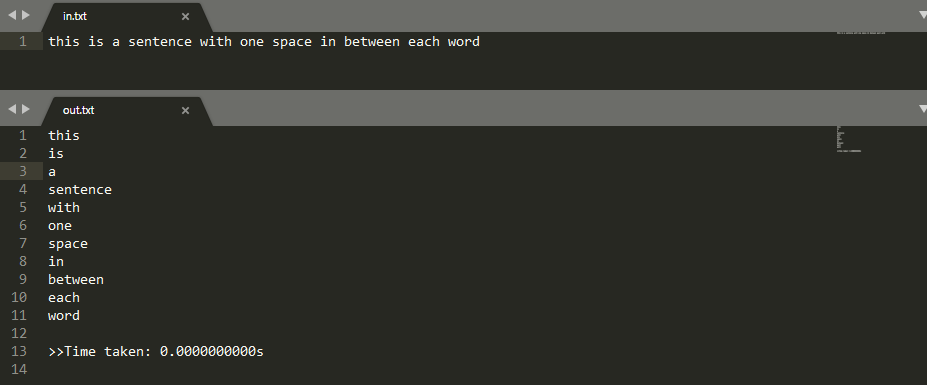 in.txt
1 this is a sentence with one space in between each word
out.txt
1 this
2 is
3 a
4 sentence
5 with
6 one
7 space
8 in
9 between
10 each
11 word
12
13 >>Time taken: 0.0000000000s
14